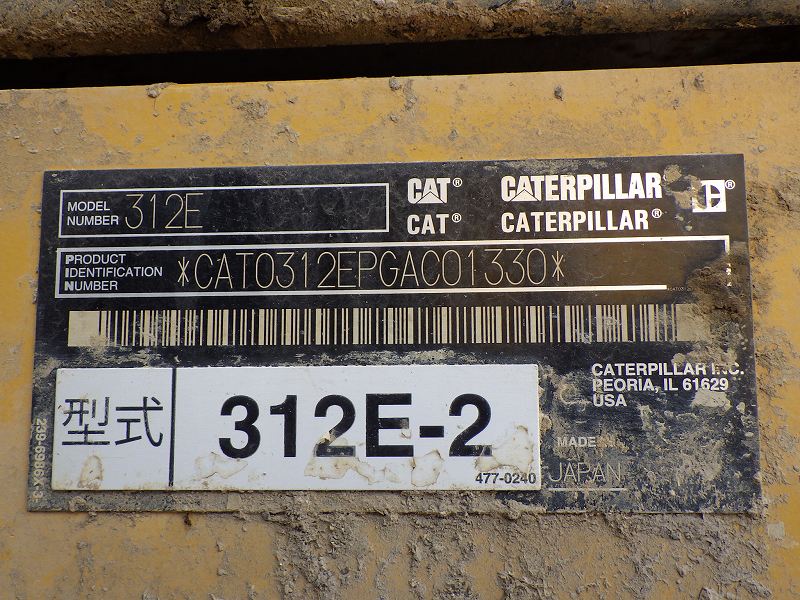 MODEL
NUMBER 312E
CAT® CATERPILLAR®
CAT® CATERPILLAR®
PRODUCT
IDENTIFICATION
NUMBER *CAT0312EPGAC01330*
CATERPILLAR INC.
PEORIA, IL 61629
USA
型式 312E-2
477-0240
MADE
JAPAN